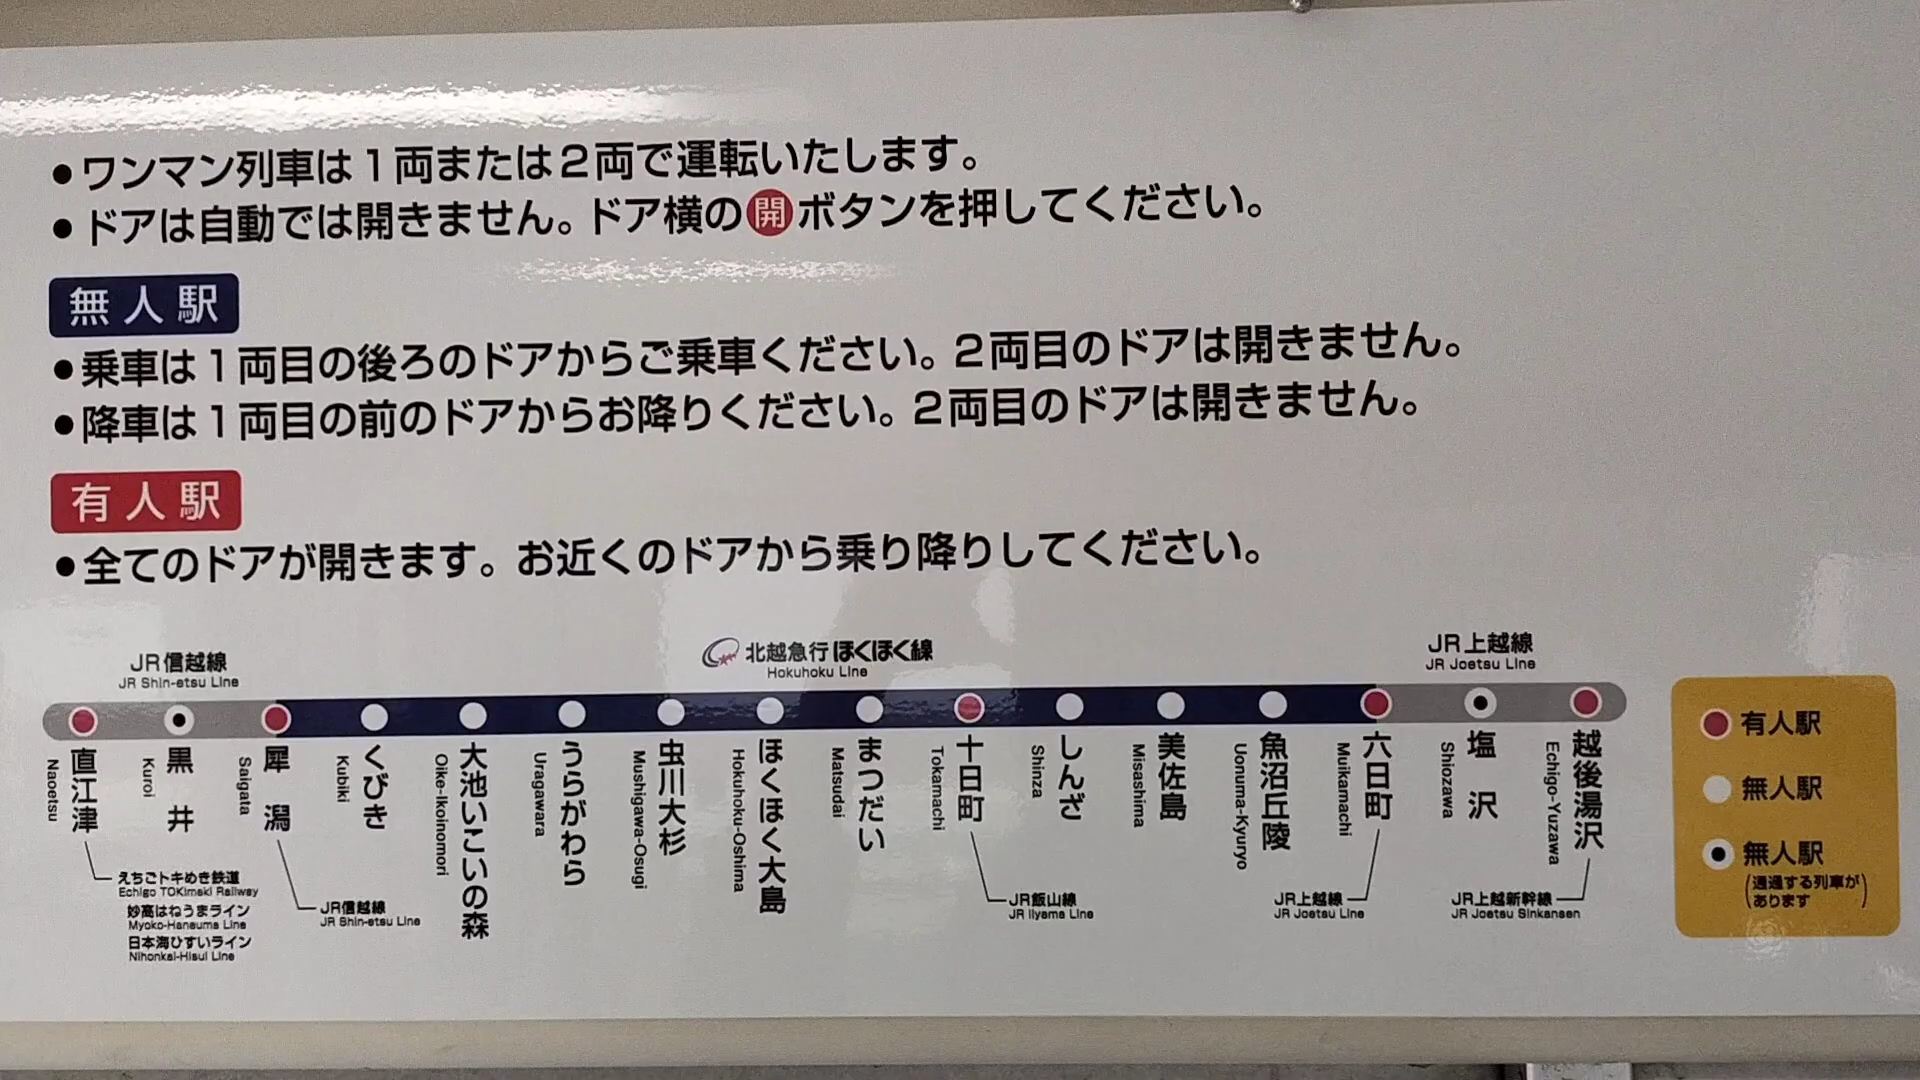 ●ワンマン列車は1両または2両で運転いたします。
●ドアは自動では開きません。ドア横の開ボタンを押してください。
無人駅
●乗車は1両目の後ろのドアからご乗車ください。2両目のドアは開きません。
●降車は1両目の前のドアからお降りください。2両目のドアは開きません。
有人駅
●全てのドアが開きます。お近くのドアから乗り降りしてください。
JR信越線
JR Shin-etsu Line
北越急行 ほくほく線
Hokuhoku Line
JR上越線
JR Joetsu Line
直江津
Naoetsu
黒井
Kuroi
犀潟
Saigata
くびき
Kubiki
大池いこいの森
Oike-Ikoinomori
うらがわら
Uragawara
虫川大杉
Mushigawa-Osugi
ほくほく大島
Hokuhoku-Oshima
まつだい
Matsudai
十日町
Tokamachi
しんざ
Shinza
美佐島
Misashima
魚沼丘陵
Uonuma-Kyuryo
六日町
Muikamachi
塩沢
Shiozawa
越後湯沢
Echigo-Yuzawa
えちごトキめき鉄道
Echigo TOKImeki Railway
妙高はねうまライン
Myoko-Haneuma Line
日本海ひすいライン
Nihonkai-Hisui Line
JR信越線
JR Shin-etsu Line
JR飯山線
JR Iiyama Line
JR上越線
JR Joetsu Line
JR上越新幹線
JR Joetsu Sinkansen
有人駅
無人駅
無人駅
(通過する列車が
あります)